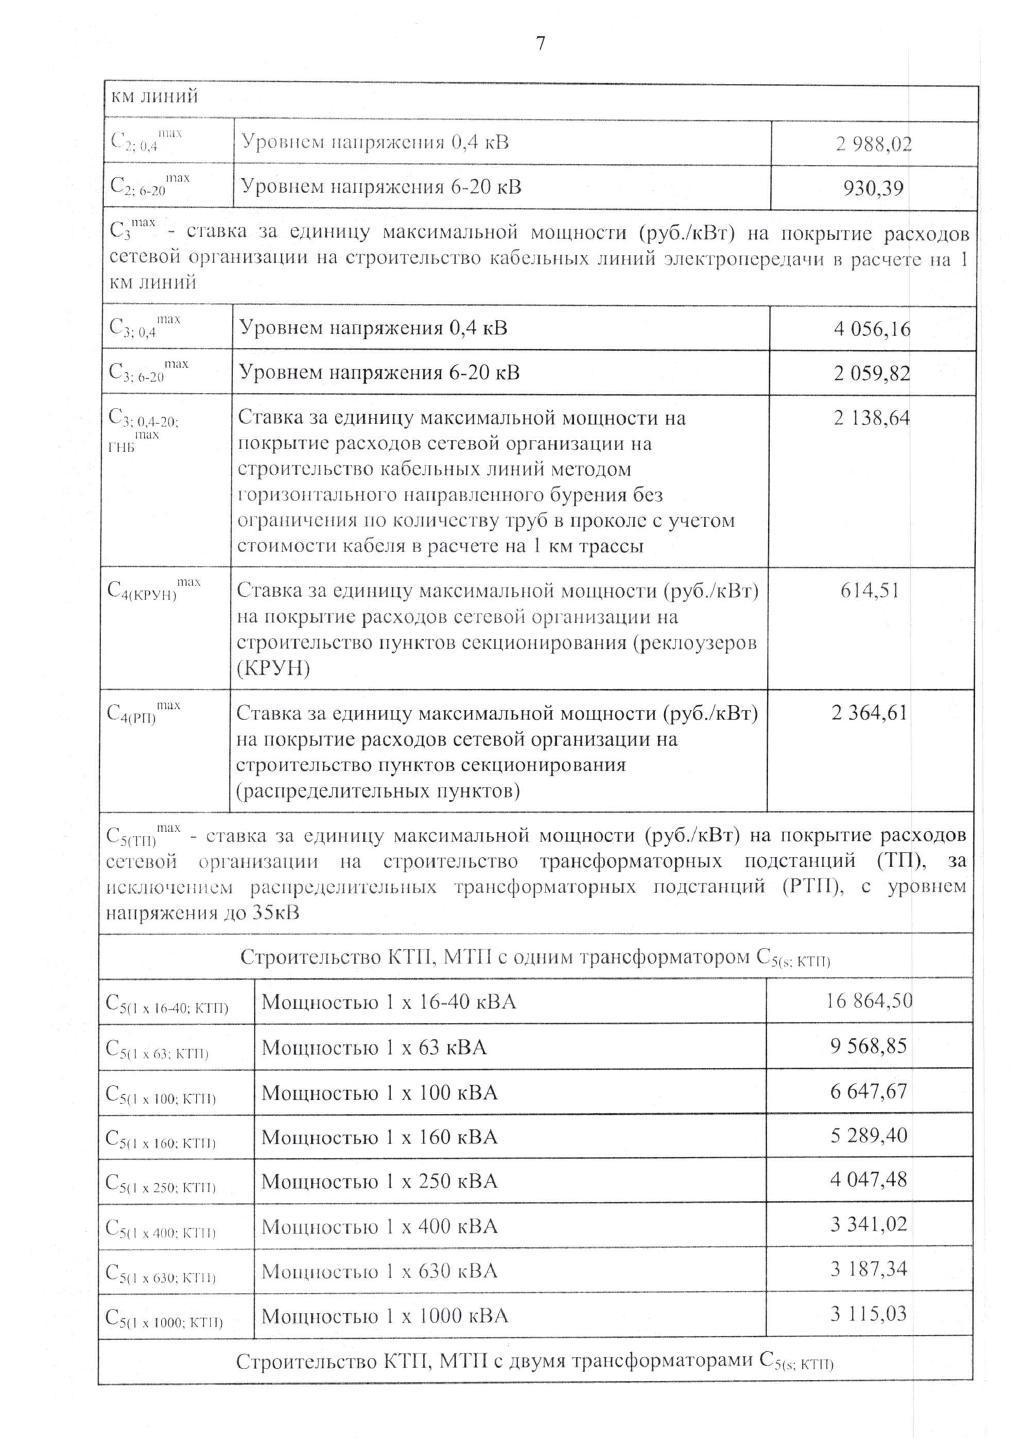 7
км линий
C2; 0,4 max Уровнем напряжения 0,4 кВ 2 988,02
C2; 6-20 max Уровнем напряжения 6-20 кВ 930,39
C3 max - ставка за единицу максимальной мощности (руб./кВт) на покрытие расходов
сетевой организации на строительство кабельных линий электропередачи в расчете на 1
км линий
C3; 0,4 max Уровнем напряжения 0,4 кВ 4 056,16
C3; 6-20 max Уровнем напряжения 6-20 кВ 2 059,82
C3; 0,4-20; Ставка за единицу максимальной мощности на 2 138,64
ГНБ max покрытие расходов сетевой организации на
строительство кабельных линий методом
горизонтального направленного бурения без
ограничения по количеству труб в проколе с учетом
стоимости кабеля в расчете на 1 км трассы
C4(КРУН) max Ставка за единицу максимальной мощности (руб./кВт) 614,51
на покрытие расходов сетевой организации на
строительство пунктов секционирования (реклоузеров
(КРУН)
C4(РП) max Ставка за единицу максимальной мощности (руб./кВт) 2 364,61
на покрытие расходов сетевой организации на
строительство пунктов секционирования
(распределительных пунктов)
C5(ТП) max - ставка за единицу максимальной мощности (руб./кВт) на покрытие расходов
сетевой организации на строительство трансформаторных подстанций (ТП), за
исключением распределительных трансформаторных подстанций (РТП), с уровнем
напряжения до 35кВ
Строительство КТП, МТП с одним трансформатором C5(s; КТП)
C5(1 х 16-40; КТП) Мощностью 1 х 16-40 кВА 16 864,50
C5(1 х 63; КТП) Мощностью 1 х 63 кВА 9 568,85
C5(1 х 100; КТП) Мощностью 1 х 100 кВА 6 647,67
C5(1 х 160; КТП) Мощностью 1 х 160 кВА 5 289,40
C5(1 х 250; КТП) Мощностью 1 х 250 кВА 4 047,48
C5(1 х 400; КТП) Мощностью 1 х 400 кВА 3 341,02
C5(1 х 630; КТП) Мощностью 1 х 630 кВА 3 187,34
C5(1 х 1000; КТП) Мощностью 1 х 1000 кВА 3 115,03
Строительство КТП, МТП с двумя трансформаторами C5(s; КТП)